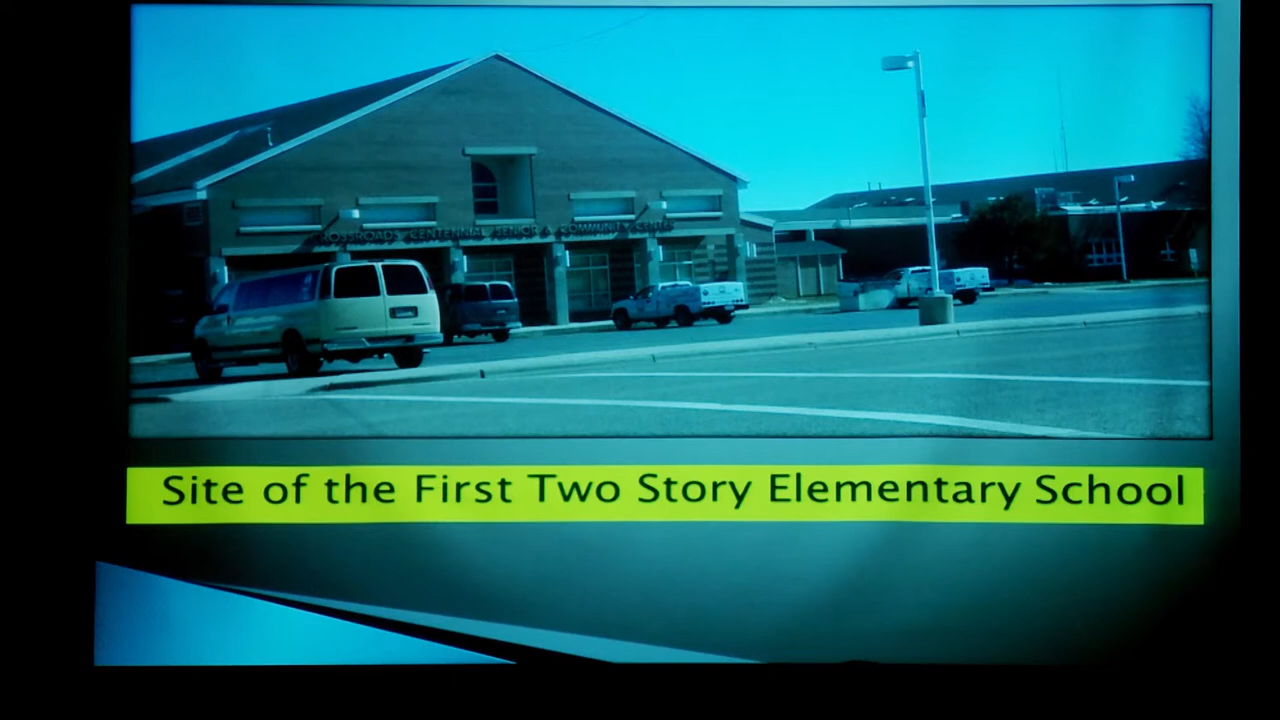 CROSSROADS CENTENNIAL SENIOR & COMMUNITY CENTER
Site of the First Two Story Elementary School